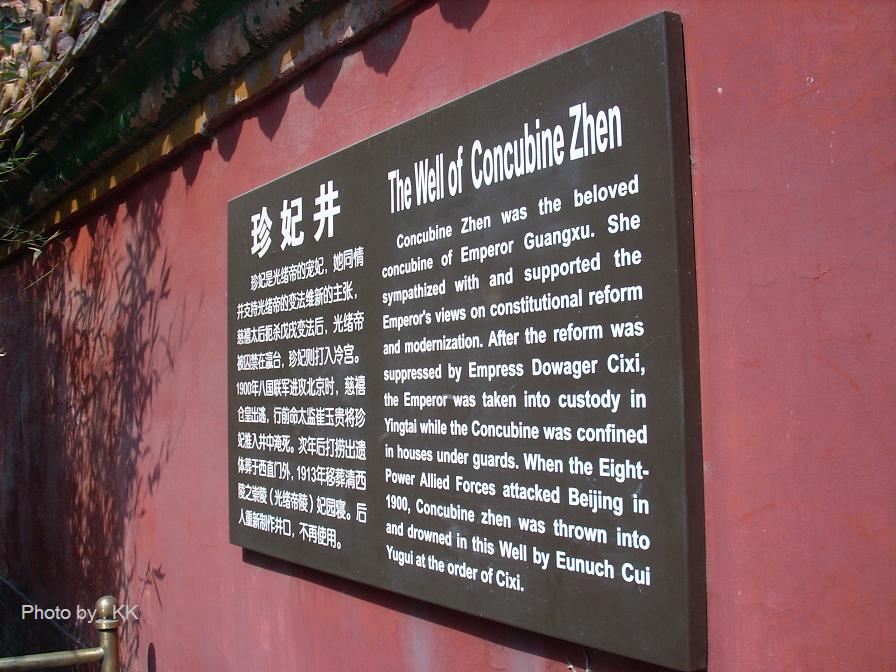 珍妃井
珍妃是光绪帝的宠妃，她同情
并支持光绪帝的变法维新的主张，
慈禧太后扼杀戊戌变法后，光绪帝
被囚禁在瀛台，珍妃则打入冷宫。
1900年八国联军进攻北京时，慈禧
仓皇出逃，行前命太监崔玉贵将珍
妃推入井中淹死。次年后打捞出遗
体葬于西直门外，1913年移葬清西
陵之崇陵（光绪帝陵）妃园寝。后
人重新制作井口，不再使用。
The Well of Concubine Zhen
Concubine Zhen was the beloved
concubine of Emperor Guangxu. She
sympathized with and supported the
Emperor's views on constitutional reform
and modernization. After the reform was
suppressed by Empress Dowager Cixi,
the Emperor was taken into custody in
Yingtai while the Concubine was confined
in houses under guards. When the Eight-
Power Allied Forces attacked Beijing in
1900, Concubine zhen was thrown into
and drowned in this Well by Eunuch Cui
Yugui at the order of Cixi.
Photo by KK